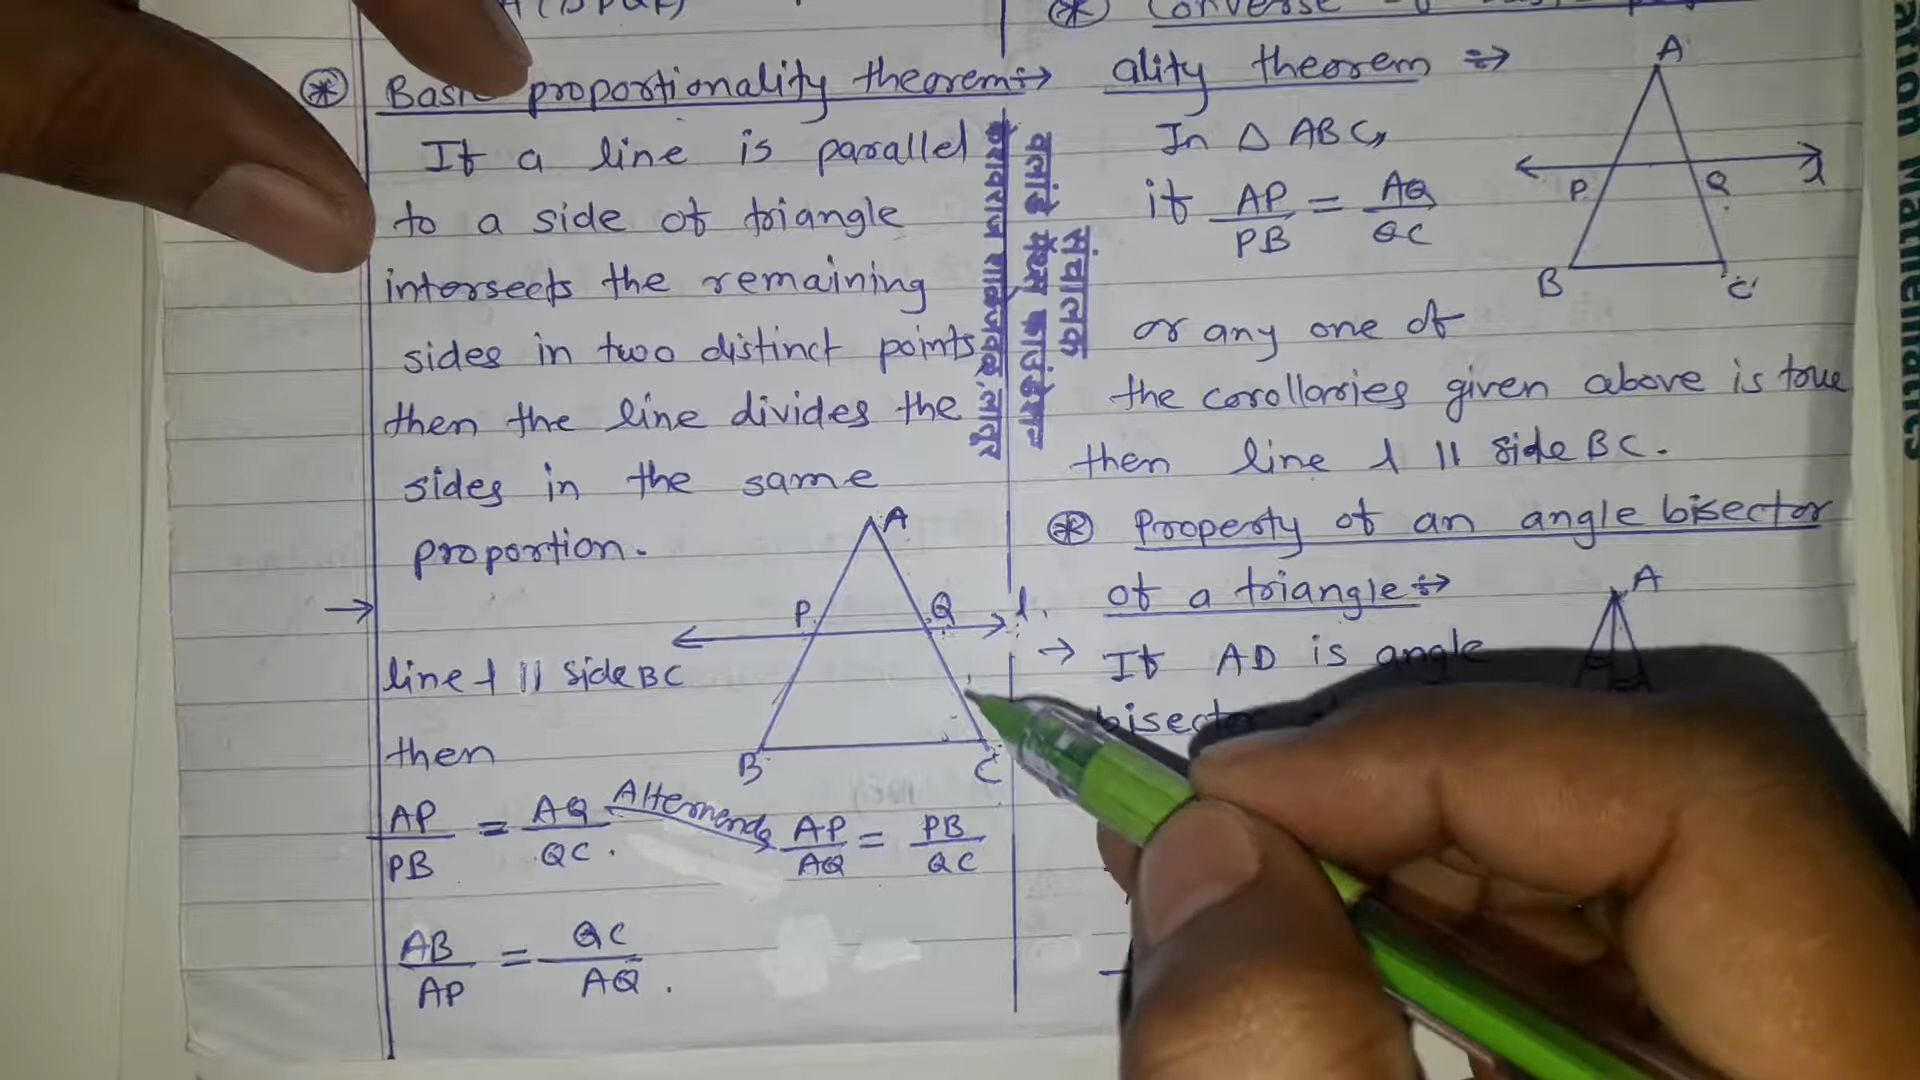 Basic proportionality theorem :→
If a line is parallel
to a side of triangle
intersects the remaining
sides in two distinct points
then the line divides the
sides in the same
proportion.
A
P
Q
l.
line l || side BC
then
B
C
AP/PB = AQ/QC. Alternendo AP/AQ = PB/QC
AB/AP = QC/AQ.
संचालक
Converse
ality theorem :→
In △ ABC,
if AP/PB = AQ/QC
A
P
Q
l
B
C
or any one of
the corollaries given above is true
then line l || side BC.
Property of an angle bisector
of a triangle :→
→ If AD is angle
bisector
A